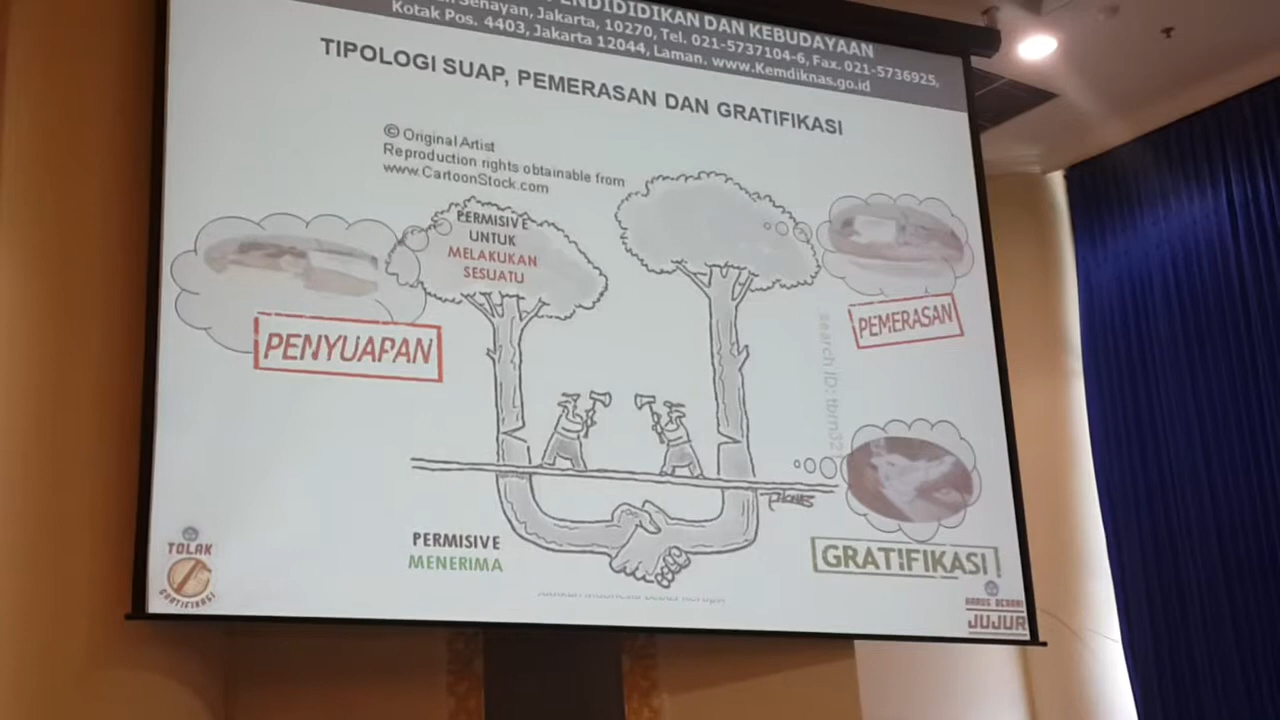 PENDIDIKAN DAN KEBUDAYAAN
Senayan, Jakarta, 10270, Tel. 021-5737104-6, Fax. 021-5736925,
Kotak Pos. 4403, Jakarta 12044, Laman. www.Kemdiknas.go.id
TIPOLOGI SUAP, PEMERASAN DAN GRATIFIKASI
© Original Artist
Reproduction rights obtainable from
www.CartoonStock.com
PERMISIVE
UNTUK
MELAKUKAN
SESUATU
PENYUAPAN
PEMERASAN
search ID:
GRATIFIKASI
PERMISIVE
MENERIMA
TOLAK
GRATIFIKASI
JUJUR